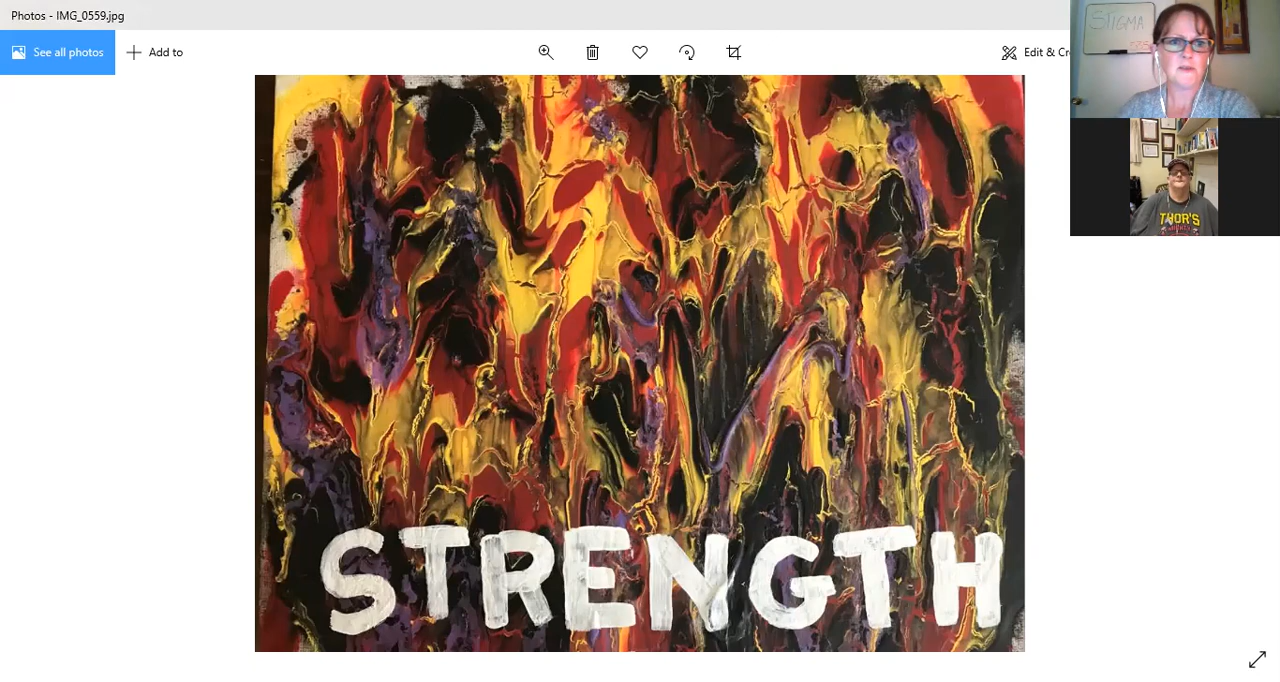 Photos - IMG_0559.jpg
See all photos
Add to
Edit & Cr
STIGMA
THOR'S
STRENGTH